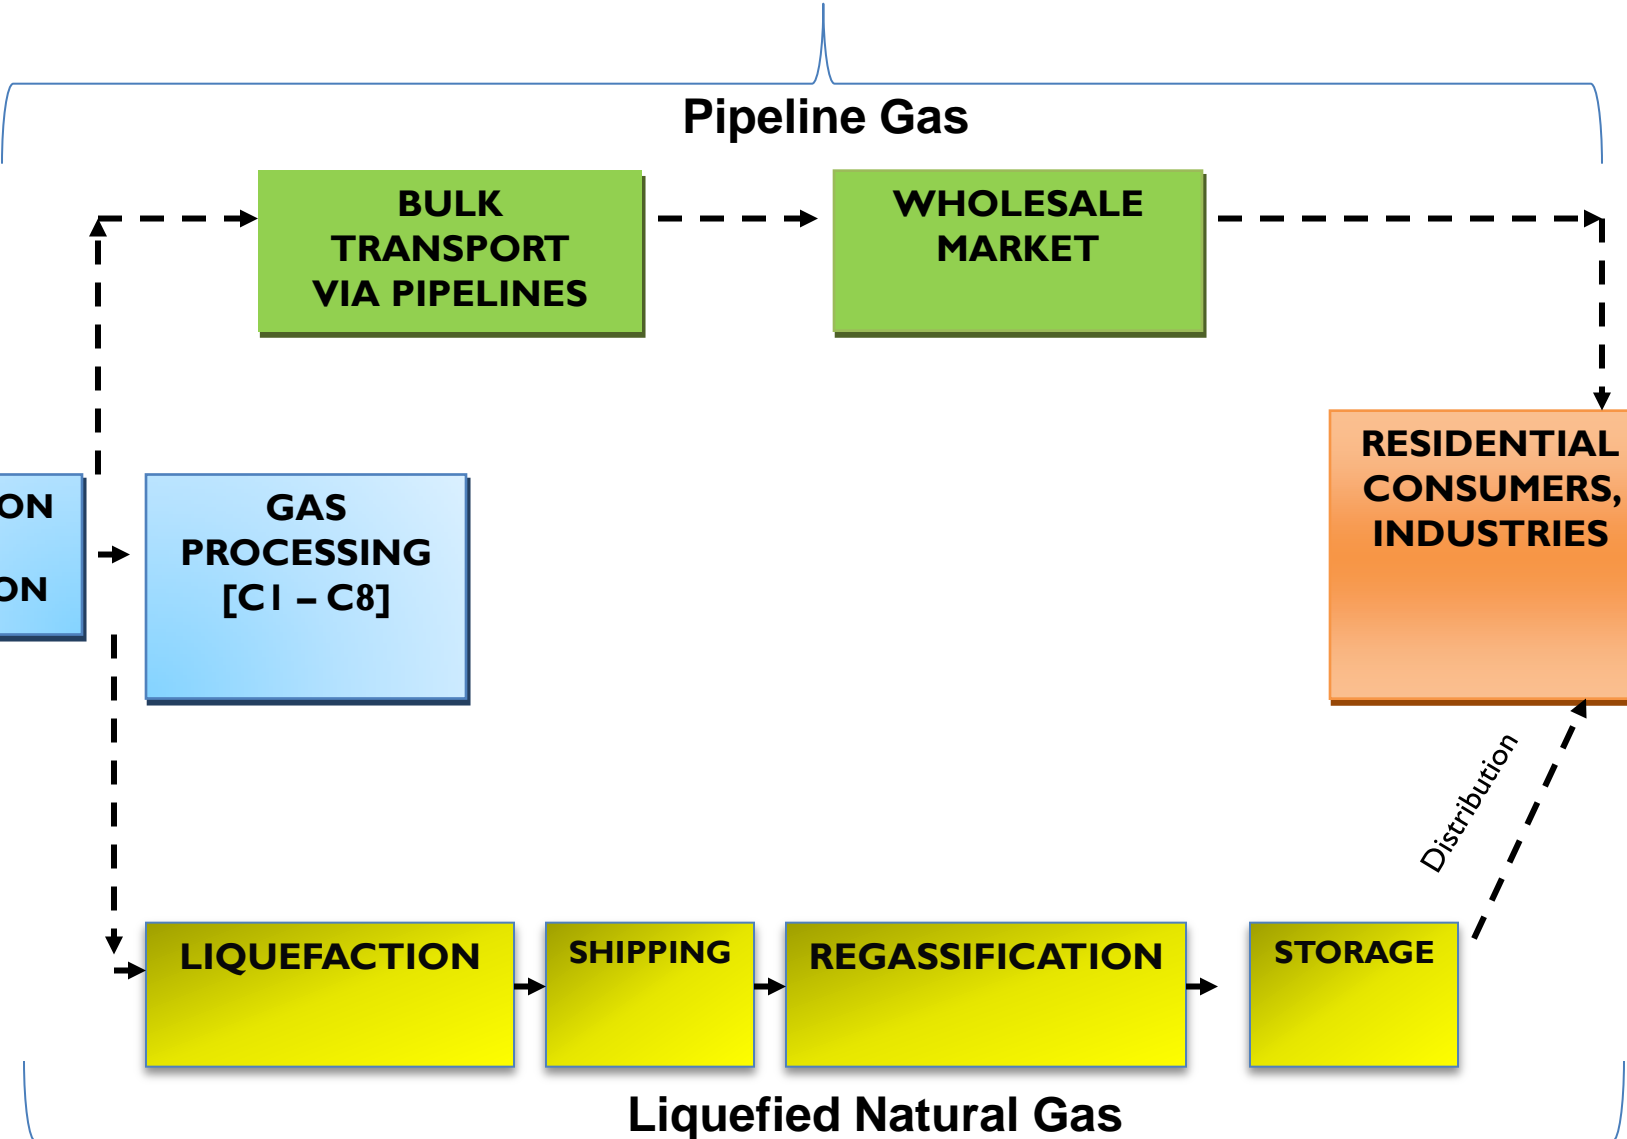 Pipeline Gas
BULK
TRANSPORT
VIA PIPELINES
WHOLESALE
MARKET
RESIDENTIAL
CONSUMERS,
INDUSTRIES
ON
ON
GAS
PROCESSING
[C1 – C8]
Distribution
LIQUEFACTION
SHIPPING
REGASSIFICATION
STORAGE
Liquefied Natural Gas